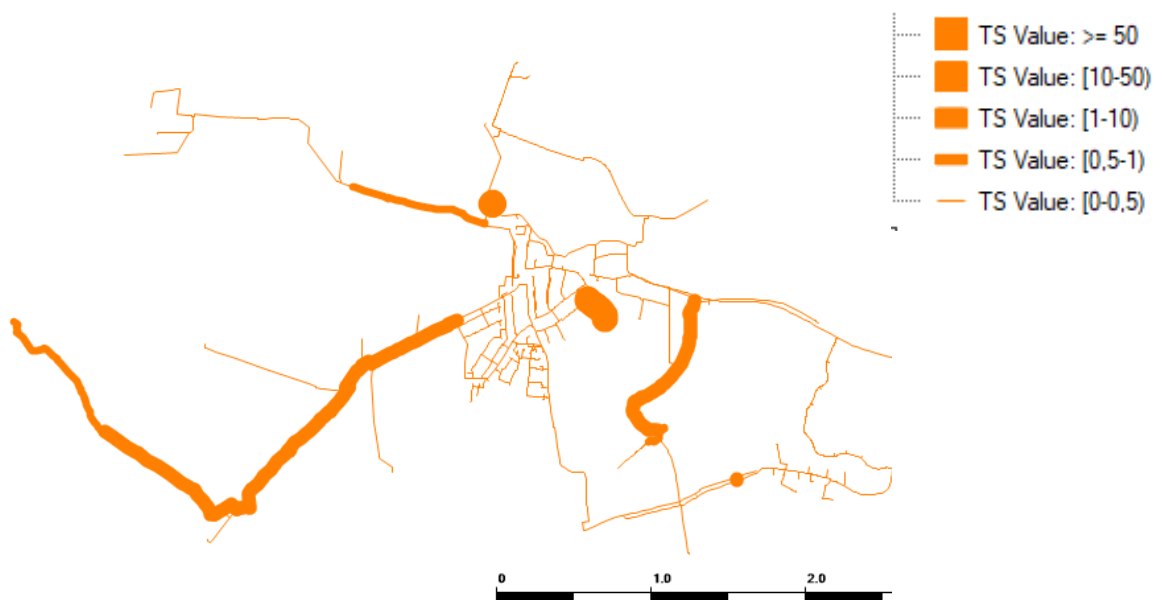 TS Value: >= 50
TS Value: [10-50)
TS Value: [1-10)
TS Value: [0,5-1)
TS Value: [0-0,5)
0 1.0 2.0